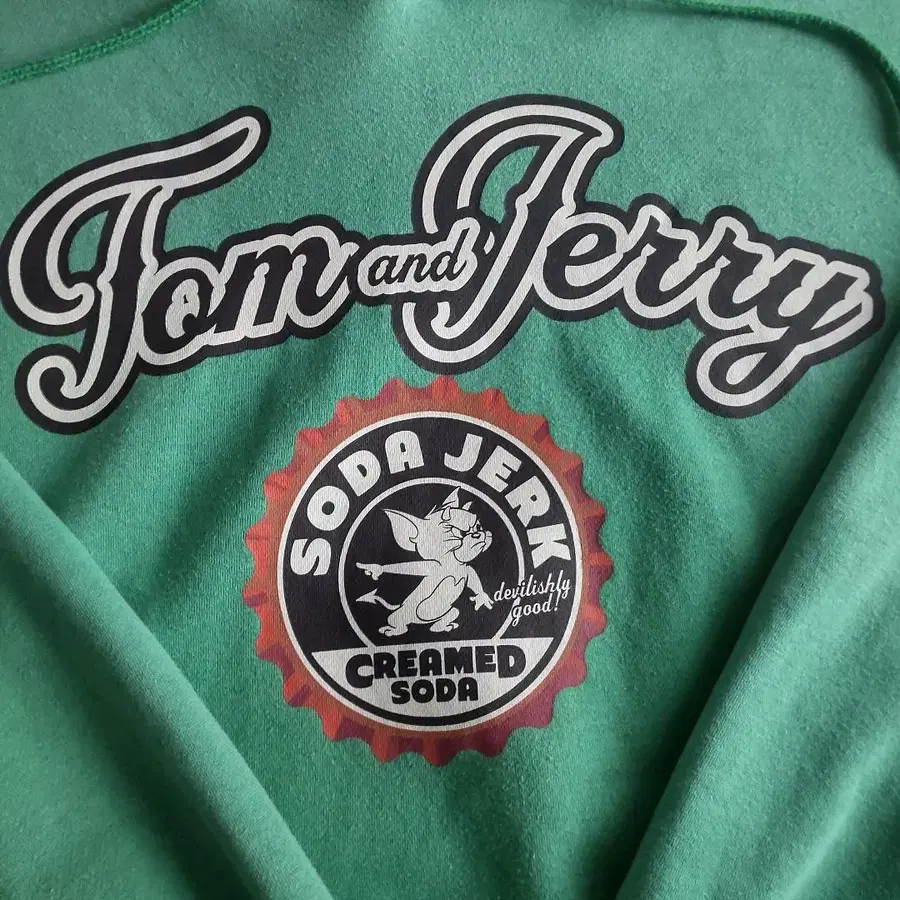 Tom and Jerry
SODA JERK
devilishly
good!
CREAMED
SODA